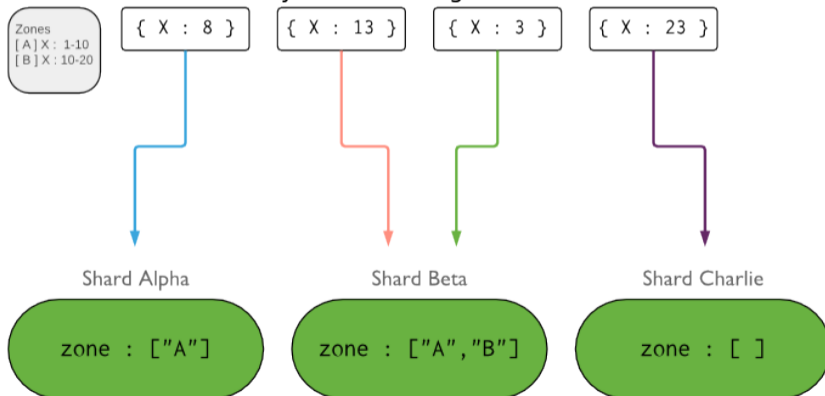 Zones
[ A ] X : 1-10
[ B ] X : 10-20
{ X : 8 }
{ X : 13 }
{ X : 3 }
{ X : 23 }
Shard Alpha
Shard Beta
Shard Charlie
zone : ["A"]
zone : ["A","B"]
zone : [ ]